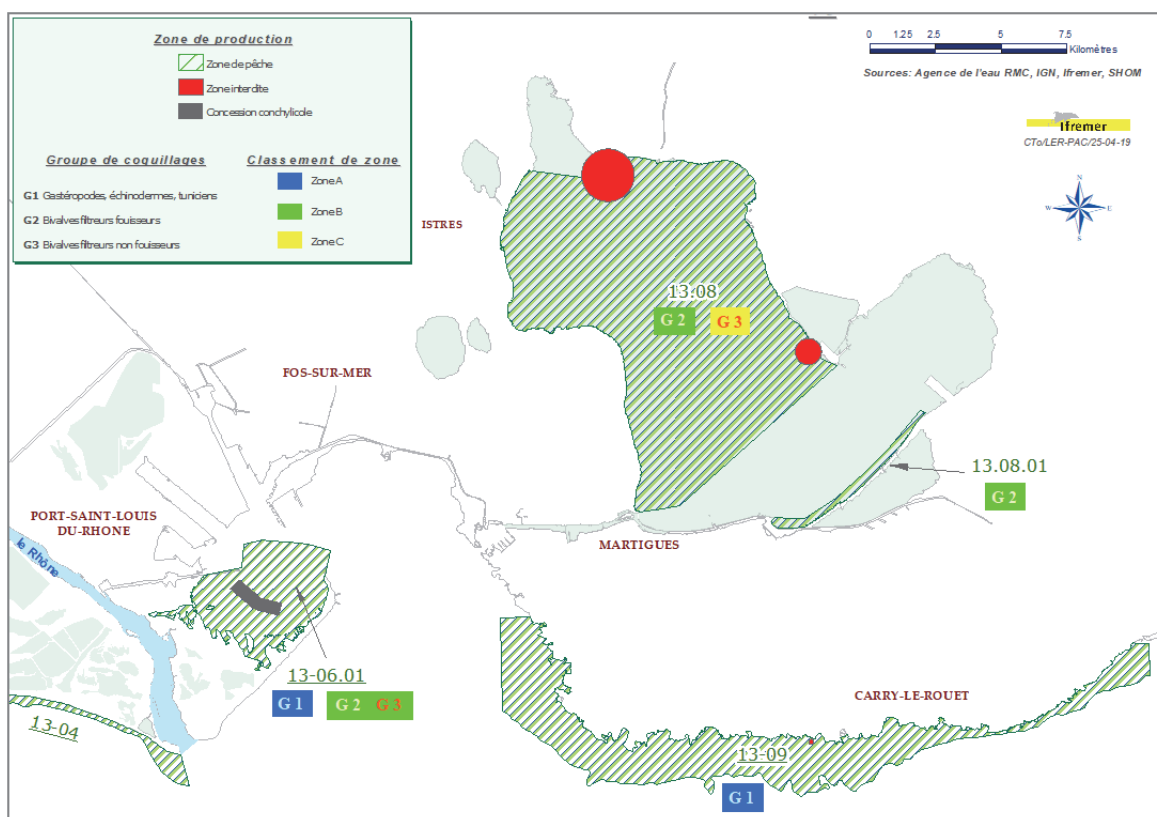 Zone de production
Zone de pêche
Zone interdite
Concession conchylicole
Groupe de coquillages
Classement de zone
G1 Gastéropodes, échinodermes, tuniciens
G2 Bivalves filtreurs fouisseurs
G3 Bivalves filtreurs non fouisseurs
Zone A
Zone B
Zone C
0 1.25 2.5 5 7.5
Kilomètres
Sources: Agence de l'eau RMC, IGN, Ifremer, SHOM
Ifremer
CTo/LER-PAC/25-04-19
N
W E
S
ISTRES
13.08
G 2 G 3
FOS-SUR-MER
13.08.01
G 2
PORT-SAINT-LOUIS
DU-RHONE
le Rhône
MARTIGUES
13-06.01
G 1 G 2 G 3
CARRY-LE-ROUET
13-04
13-09
G 1